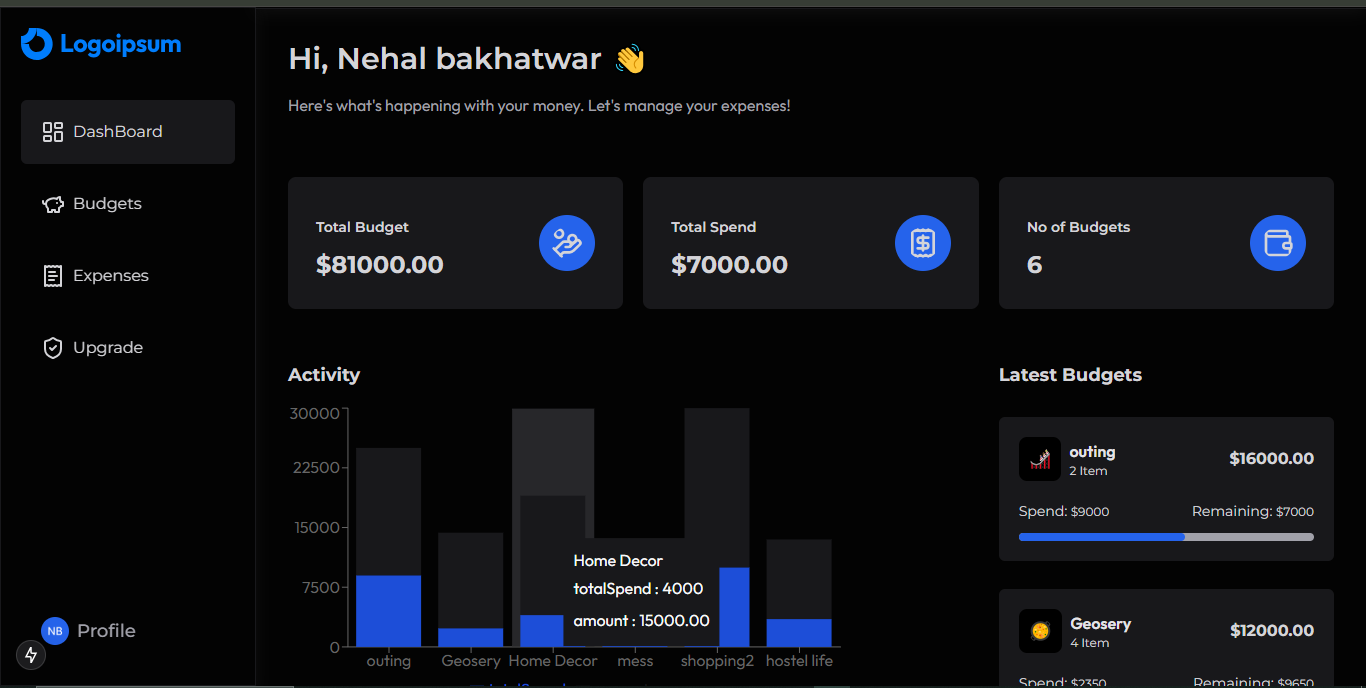 Logoipsum
DashBoard
Budgets
Expenses
Upgrade
NB Profile
Hi, Nehal bakhatwar 👋
Here's what's happening with your money. Let's manage your expenses!
Total Budget
$81000.00
Total Spend
$7000.00
No of Budgets
6
Activity
30000
22500
15000
7500
0
Home Decor
totalSpend : 4000
amount : 15000.00
outing Geosery Home Decor mess shopping2 hostel life
Latest Budgets
outing $16000.00
2 Item
Spend: $9000 Remaining: $7000
Geosery $12000.00
4 Item
Spend: $2350 Remaining: $9650